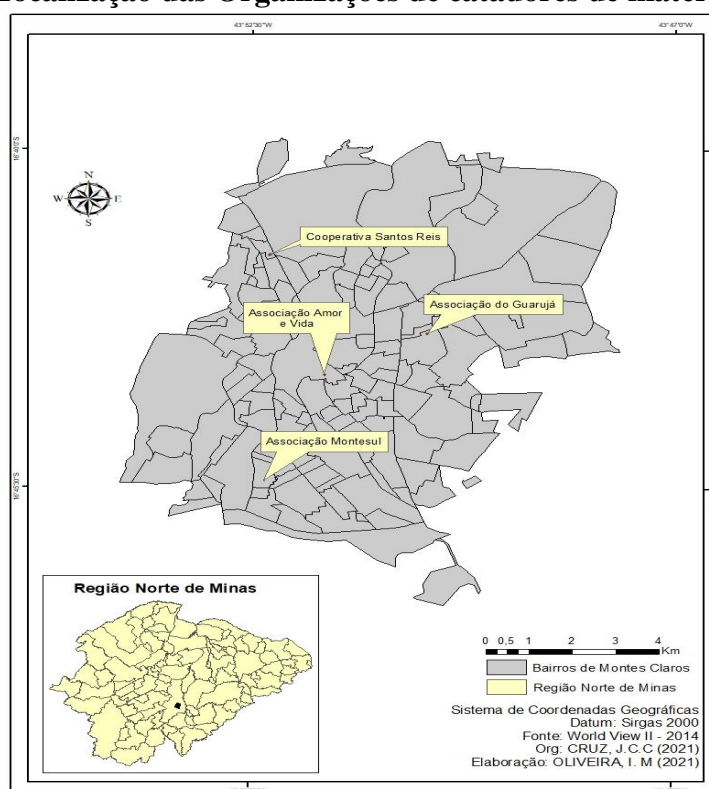 localização das Organizações de catadores de mater
43°52'30"W
43°47'0"W
16°40'0"S
N
W E
S
Cooperativa Santos Reis
Associação do Guarujá
Associação Amor
e Vida
Associação Montesul
16°45'30"S
Região Norte de Minas
0 0,5 1 2 3 4
Km
Bairros de Montes Claros
Região Norte de Minas
Sistema de Coordenadas Geográficas
Datum: Sirgas 2000
Fonte: World View II - 2014
Org: CRUZ, J.C.C (2021)
Elaboração: OLIVEIRA, I. M (2021)